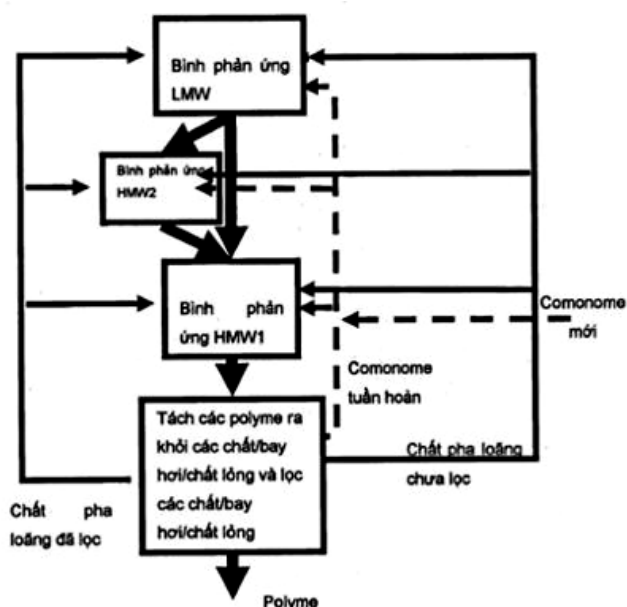 Bình phản ứng
LMW
Bình phản ứng
HMW2
Bình phản
ứng HMW1
Comonome
mới
Comonome
tuần hoàn
Tách các polyme ra
khỏi các chất/bay
hơi/chất lỏng và lọc
các chất/bay
hơi/chất lỏng
Chất pha loãng
chưa lọc
Chất pha
loãng đã lọc
Polyme